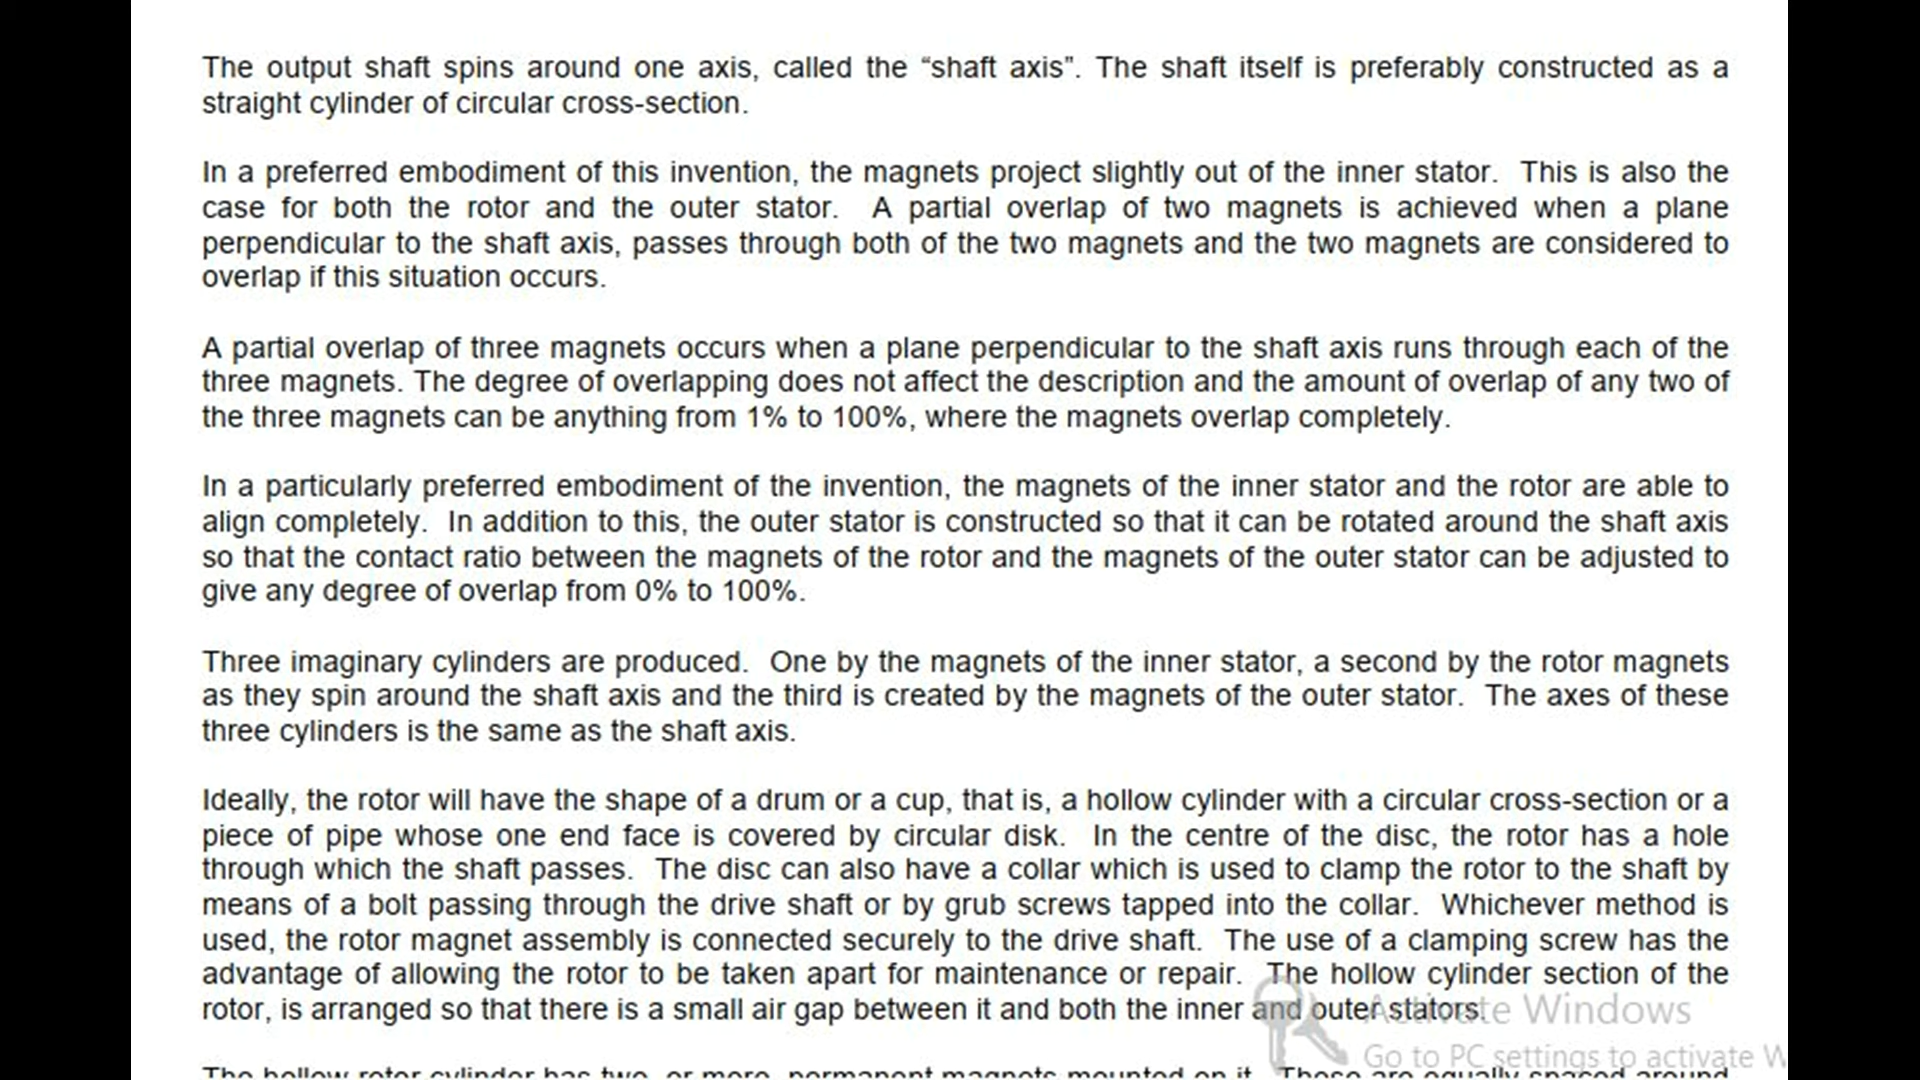 The output shaft spins around one axis, called the “shaft axis”. The shaft itself is preferably constructed as a
straight cylinder of circular cross-section.
In a preferred embodiment of this invention, the magnets project slightly out of the inner stator. This is also the
case for both the rotor and the outer stator. A partial overlap of two magnets is achieved when a plane
perpendicular to the shaft axis, passes through both of the two magnets and the two magnets are considered to
overlap if this situation occurs.
A partial overlap of three magnets occurs when a plane perpendicular to the shaft axis runs through each of the
three magnets. The degree of overlapping does not affect the description and the amount of overlap of any two of
the three magnets can be anything from 1% to 100%, where the magnets overlap completely.
In a particularly preferred embodiment of the invention, the magnets of the inner stator and the rotor are able to
align completely. In addition to this, the outer stator is constructed so that it can be rotated around the shaft axis
so that the contact ratio between the magnets of the rotor and the magnets of the outer stator can be adjusted to
give any degree of overlap from 0% to 100%.
Three imaginary cylinders are produced. One by the magnets of the inner stator, a second by the rotor magnets
as they spin around the shaft axis and the third is created by the magnets of the outer stator. The axes of these
three cylinders is the same as the shaft axis.
Ideally, the rotor will have the shape of a drum or a cup, that is, a hollow cylinder with a circular cross-section or a
piece of pipe whose one end face is covered by circular disk. In the centre of the disc, the rotor has a hole
through which the shaft passes. The disc can also have a collar which is used to clamp the rotor to the shaft by
means of a bolt passing through the drive shaft or by grub screws tapped into the collar. Whichever method is
used, the rotor magnet assembly is connected securely to the drive shaft. The use of a clamping screw has the
advantage of allowing the rotor to be taken apart for maintenance or repair. The hollow cylinder section of the
rotor, is arranged so that there is a small air gap between it and both the inner and outer stators.
Activate Windows
Go to PC settings to activate W
The hollow rotor cylinder has two, or more, permanent magnets mounted on it. These are equally spaced around